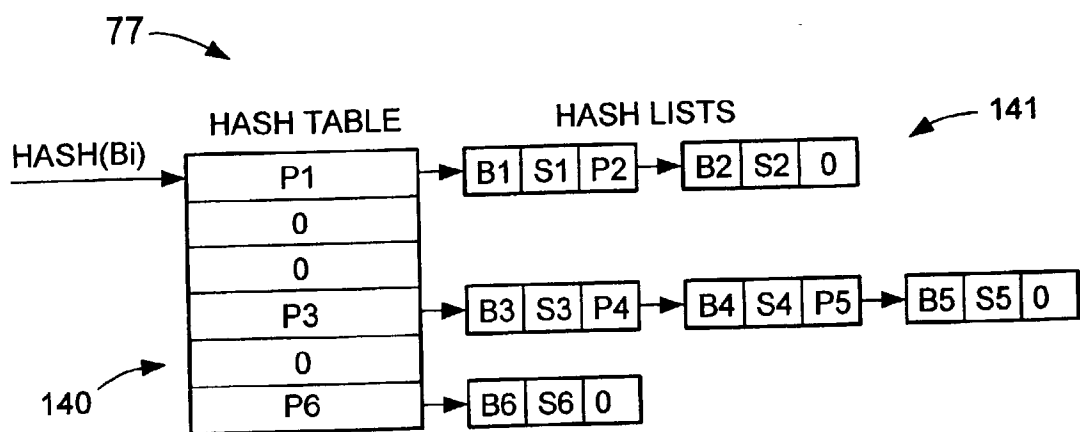 77
HASH TABLE
HASH LISTS
141
HASH(Bi)
P1
B1 S1 P2
B2 S2 0
0
0
P3
B3 S3 P4
B4 S4 P5
B5 S5 0
0
140
P6
B6 S6 0